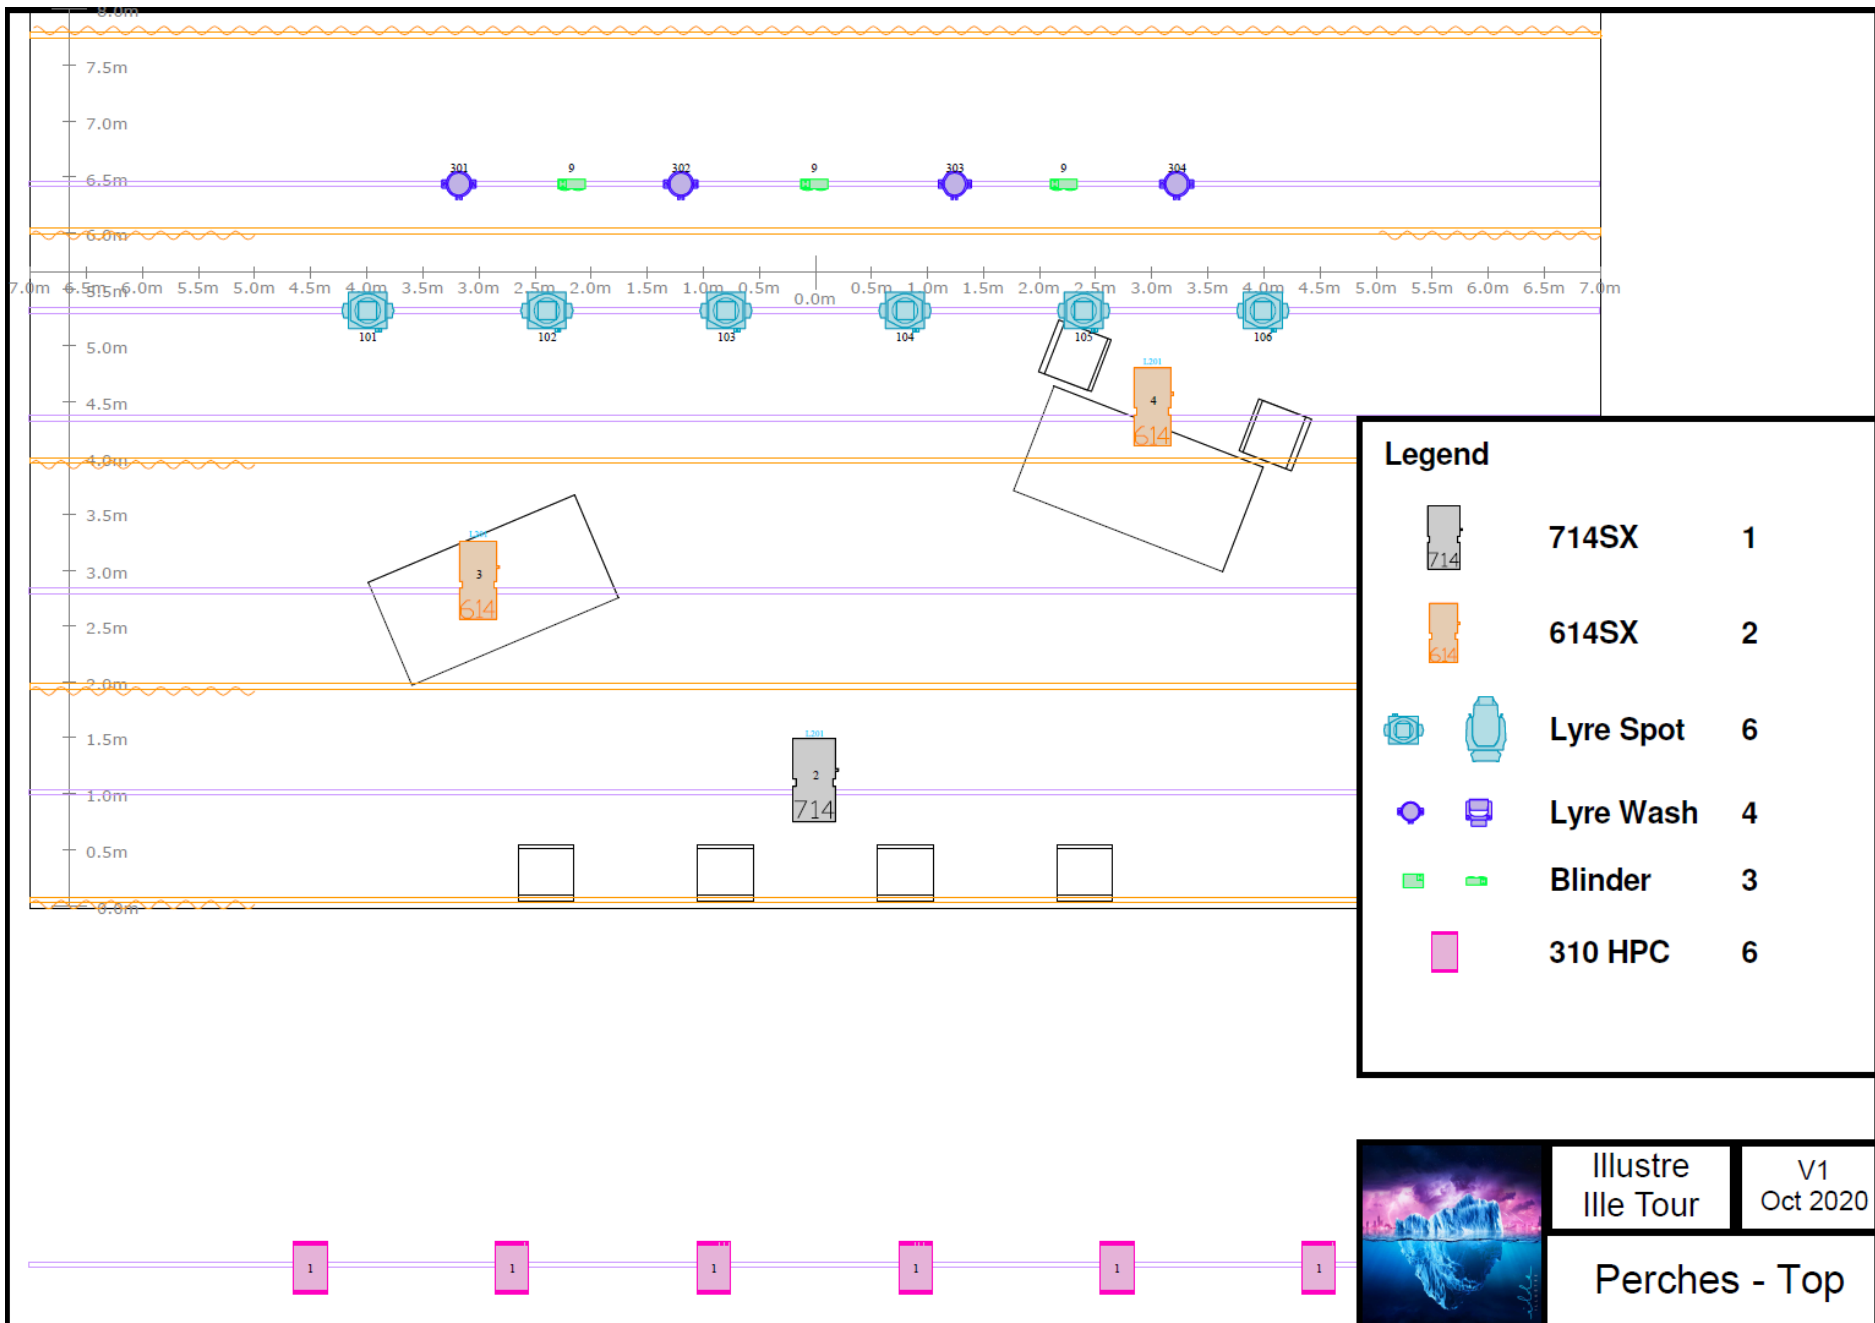 8.0m
7.5m
7.0m
301 9 302 9 303 9 304
6.5m
6.0m
7.0m 6.5m 6.0m 5.5m 5.0m 4.5m 4.0m 3.5m 3.0m 2.5m 2.0m 1.5m 1.0m 0.5m 0.0m 0.5m 1.0m 1.5m 2.0m 2.5m 3.0m 3.5m 4.0m 4.5m 5.0m 5.5m 6.0m 6.5m 7.0m
5.5m
101 102 103 104 105 106
5.0m
L201
4
614
4.5m
4.0m
3.5m
L201
3
614
3.0m
2.5m
2.0m
1.5m
L201
2
714
1.0m
0.5m
0.0m
1 1 1 1 1 1
Legend
714 714SX 1
614 614SX 2
Lyre Spot 6
Lyre Wash 4
Blinder 3
310 HPC 6
Illustre
Ille Tour
V1
Oct 2020
Perches - Top